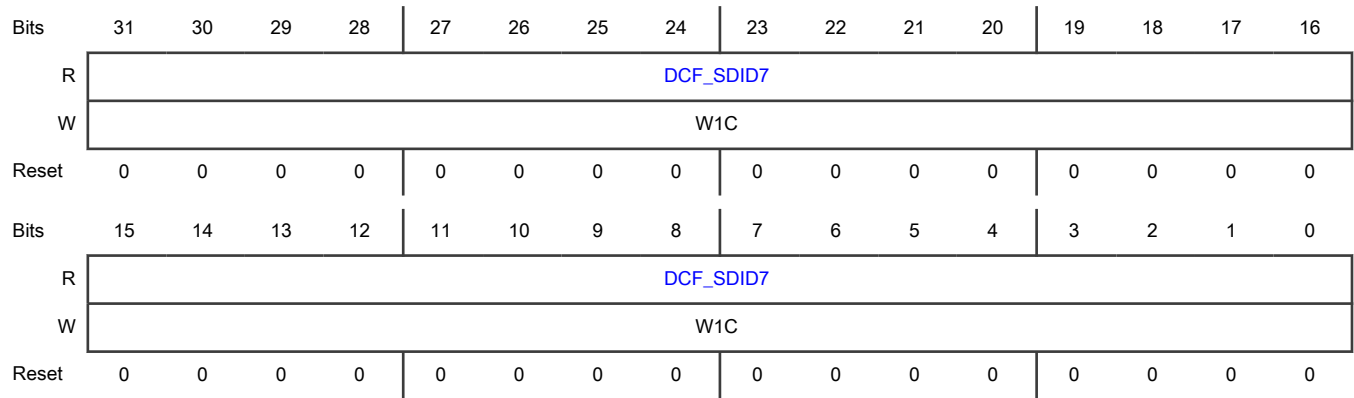 Bits 31 30 29 28 27 26 25 24 23 22 21 20 19 18 17 16
R DCF_SDID7
W W1C
Reset 0 0 0 0 0 0 0 0 0 0 0 0 0 0 0 0
Bits 15 14 13 12 11 10 9 8 7 6 5 4 3 2 1 0
R DCF_SDID7
W W1C
Reset 0 0 0 0 0 0 0 0 0 0 0 0 0 0 0 0